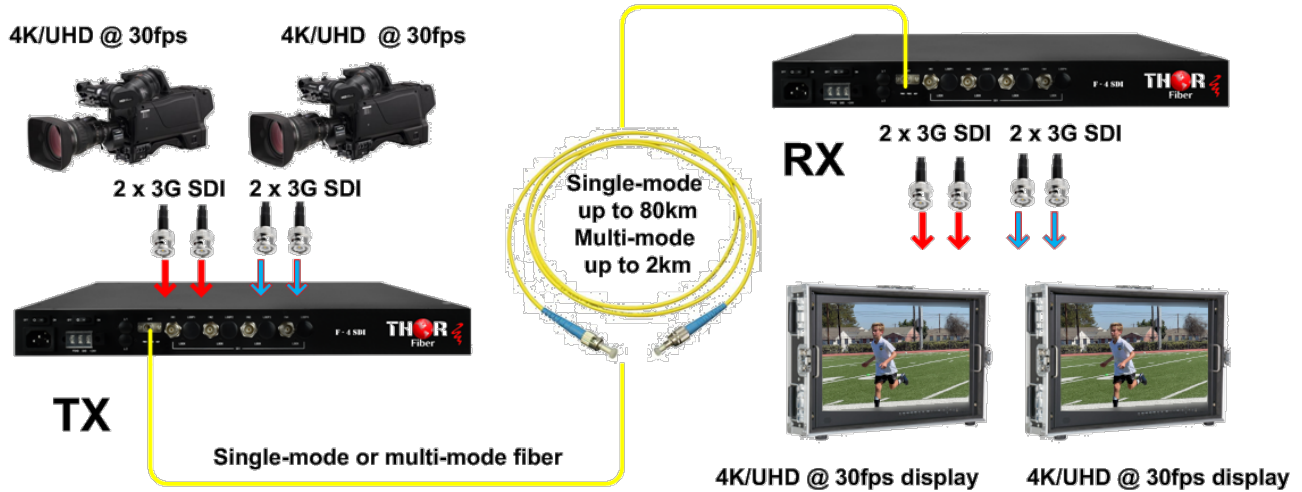 4K/UHD @ 30fps
4K/UHD @ 30fps
2 x 3G SDI
2 x 3G SDI
F - 4 SDI
THOR
Fiber
TX
Single-mode or multi-mode fiber
Single-mode
up to 80km
Multi-mode
up to 2km
F - 4 SDI
THOR
Fiber
RX
2 x 3G SDI
2 x 3G SDI
4K/UHD @ 30fps display
4K/UHD @ 30fps display